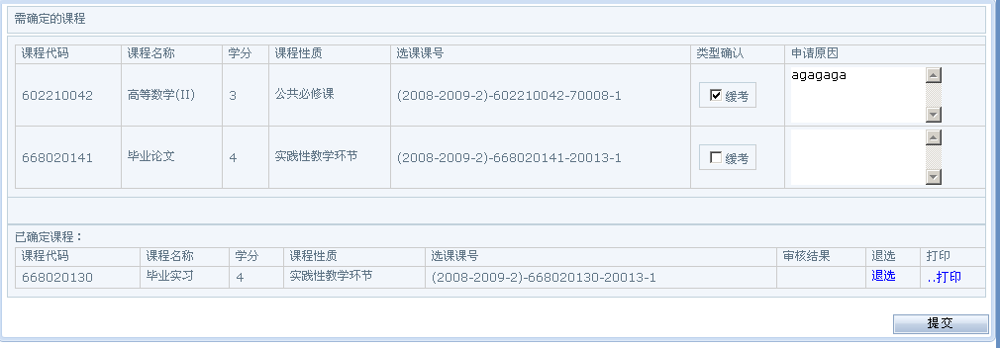 需确定的课程
课程代码 课程名称 学分 课程性质 选课课号 类型确认 申请原因
602210042 高等数学(II) 3 公共必修课 (2008-2009-2)-602210042-70008-1 缓考 agagaga
668020141 毕业论文 4 实践性教学环节 (2008-2009-2)-668020141-20013-1 缓考
已确定课程：
课程代码 课程名称 学分 课程性质 选课课号 审核结果 退选 打印
668020130 毕业实习 4 实践性教学环节 (2008-2009-2)-668020130-20013-1 退选 ..打印
提交